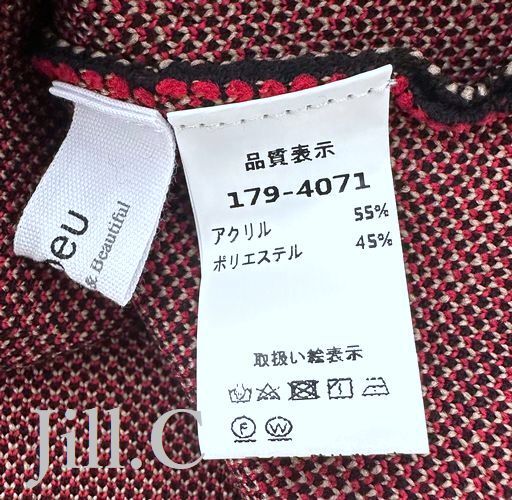 品質表示
179-4071
アクリル 55%
ポリエステル 45%
取扱い絵表示
F W
& Beautiful
Jill.C